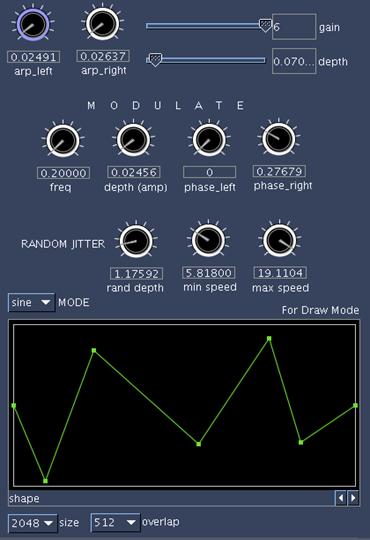 6 gain
0.02491 0.02637
arp_left arp_right
0.070... depth
M O D U L A T E
0.20000 0.02456 0 0.27679
freq depth (amp) phase_left phase_right
RANDOM JITTER
1.17592 5.81800 19.1104
rand depth min speed max speed
sine MODE
For Draw Mode
shape
2048 size 512 overlap